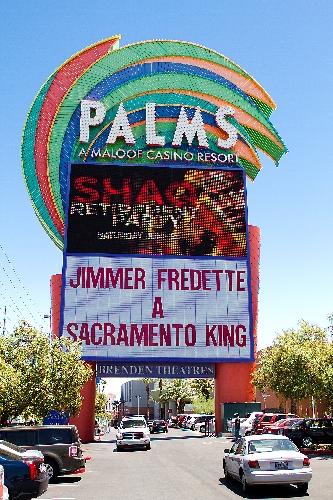 PALMS
A MALOOF CASINO RESORT
SHAQ
RETIREMENT
PARTY
SATURDAY
JIMMER FREDETTE
A
SACRAMENTO KING
BRENDEN THEATRES